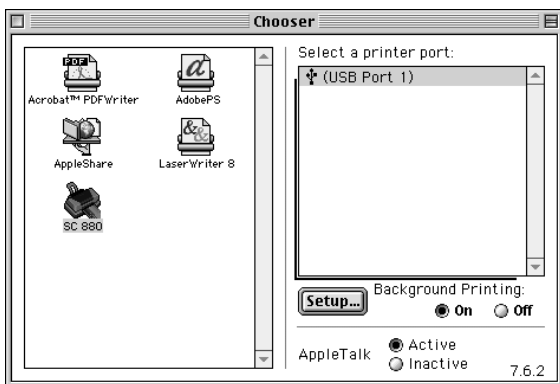 Chooser
Acrobat™ PDFWriter
AdobePS
AppleShare
LaserWriter 8
SC 880
Select a printer port:
(USB Port 1)
Setup...
Background Printing:
On Off
AppleTalk
Active
Inactive
7.6.2